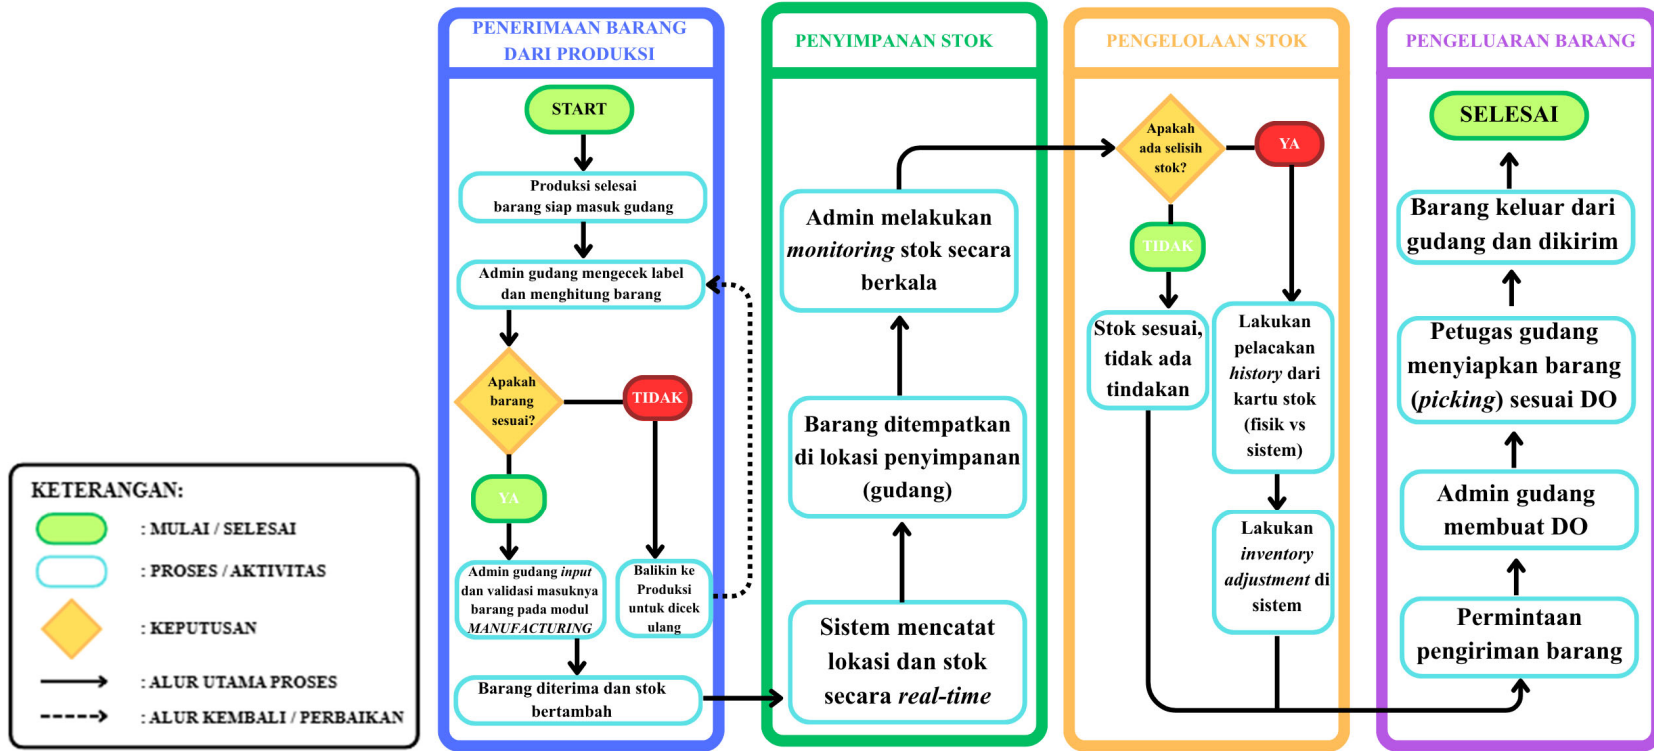 PENERIMAAN BARANG
DARI PRODUKSI
START
Produksi selesai
barang siap masuk gudang
Admin gudang mengecek label
dan menghitung barang
Apakah
barang
sesuai?
TIDAK
YA
Admin gudang input
dan validasi masuknya
barang pada modul
MANUFACTURING
Balikin ke
Produksi
untuk dicek
ulang
Barang diterima dan stok
bertambah
PENYIMPANAN STOK
Admin melakukan
monitoring stok secara
berkala
Barang ditempatkan
di lokasi penyimpanan
(gudang)
Sistem mencatat
lokasi dan stok
secara real-time
PENGELOLAAN STOK
Apakah
ada selisih
stok?
YA
TIDAK
Stok sesuai,
tidak ada
tindakan
Lakukan
pelacakan
history dari
kartu stok
(fisik vs
sistem)
Lakukan
inventory
adjustment di
sistem
PENGELUARAN BARANG
SELESAI
Barang keluar dari
gudang dan dikirim
Petugas gudang
menyiapkan barang
(picking) sesuai DO
Admin gudang
membuat DO
Permintaan
pengiriman barang
KETERANGAN:
: MULAI / SELESAI
: PROSES / AKTIVITAS
: KEPUTUSAN
: ALUR UTAMA PROSES
: ALUR KEMBALI / PERBAIKAN